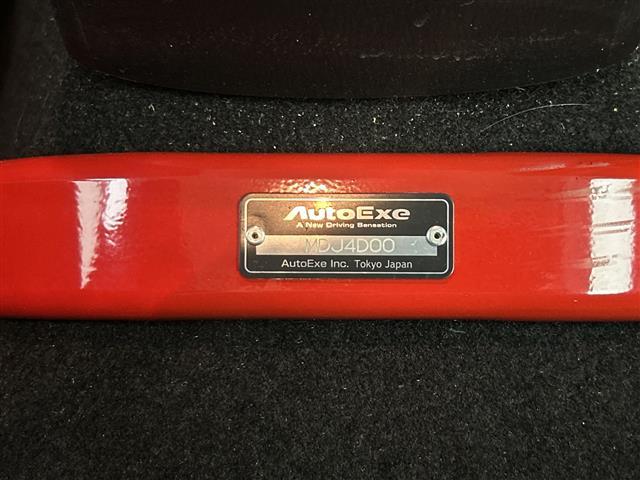 AutoExe
A New Driving Sensation
MDJ4D00
AutoExe Inc. Tokyo Japan